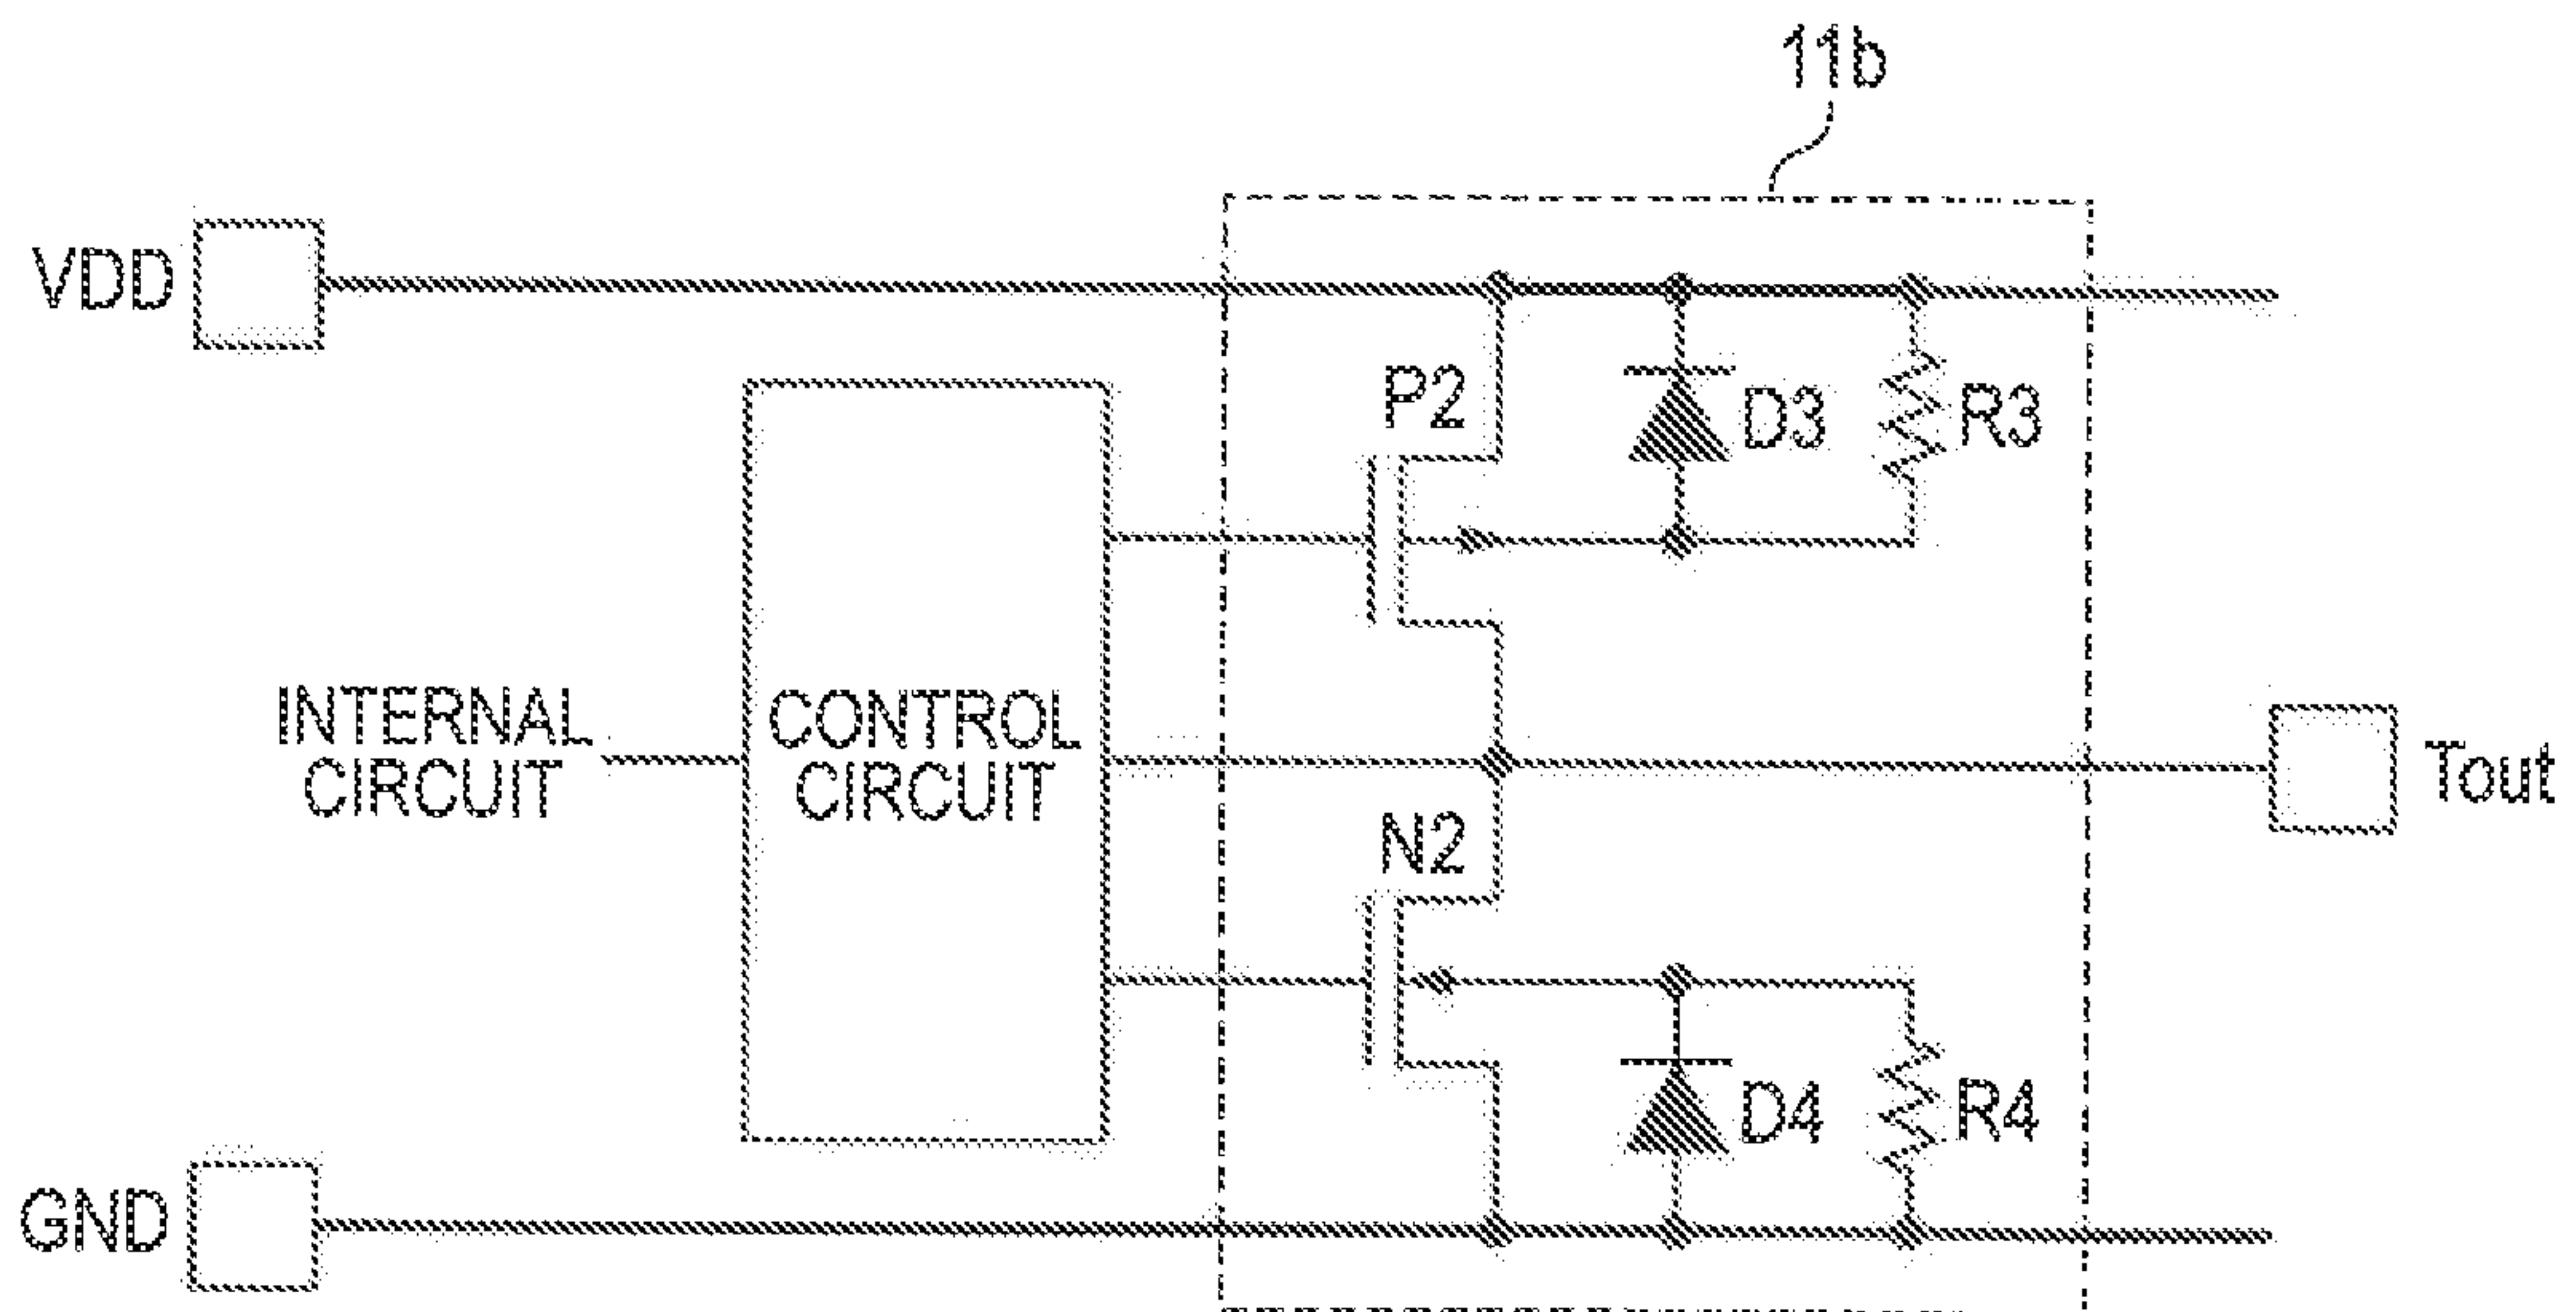 11b
VDD
P2
D3
R3
INTERNAL
CIRCUIT
CONTROL
CIRCUIT
Tout
N2
D4
R4
GND